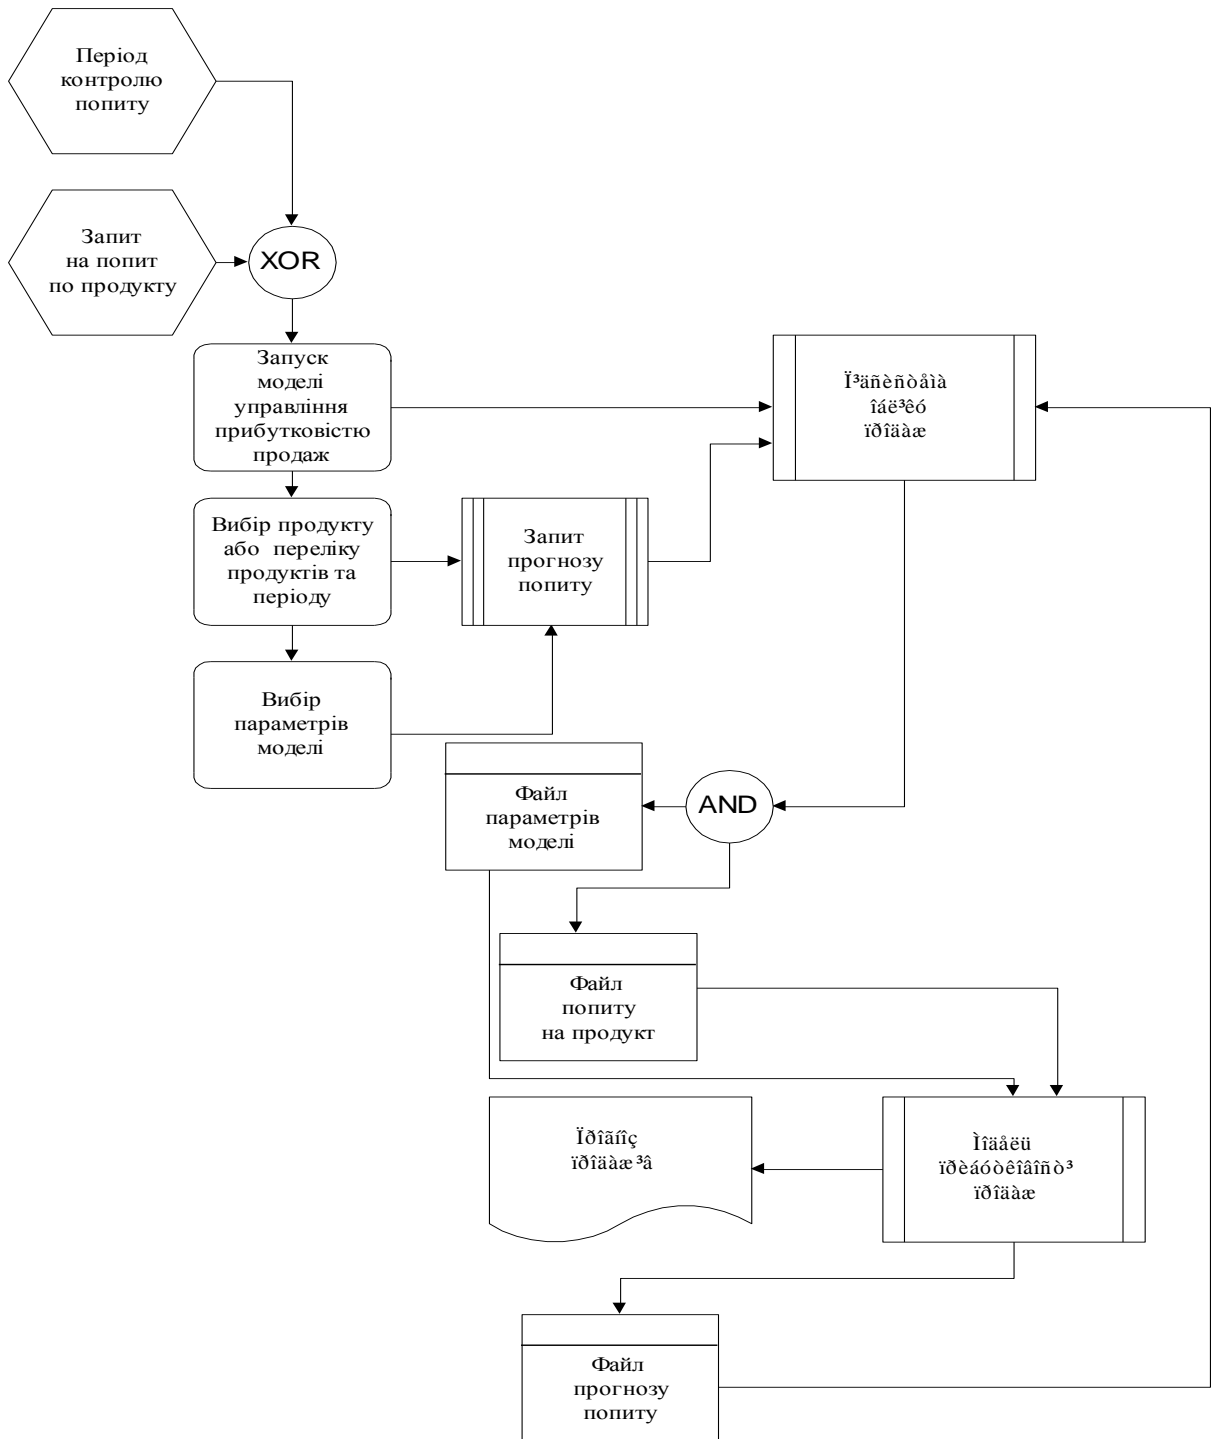 Період
контролю
попиту
Запит
на попит
по продукту
XOR
Запуск
моделі
управління
прибутковістю
продаж
Ï³äñèñòåìà
îáë³êó
ïðîäàæ
Вибір продукту
або переліку
продуктів та
періоду
Запит
прогнозу
попиту
Вибір
параметрів
моделі
Файл
параметрів
моделі
AND
Файл
попиту
на продукт
Ïðîãíîç
ïðîäàæ³â
Ìîäåëü
ïðèáóòêîâîñò³
ïðîäàæ
Файл
прогнозу
попиту